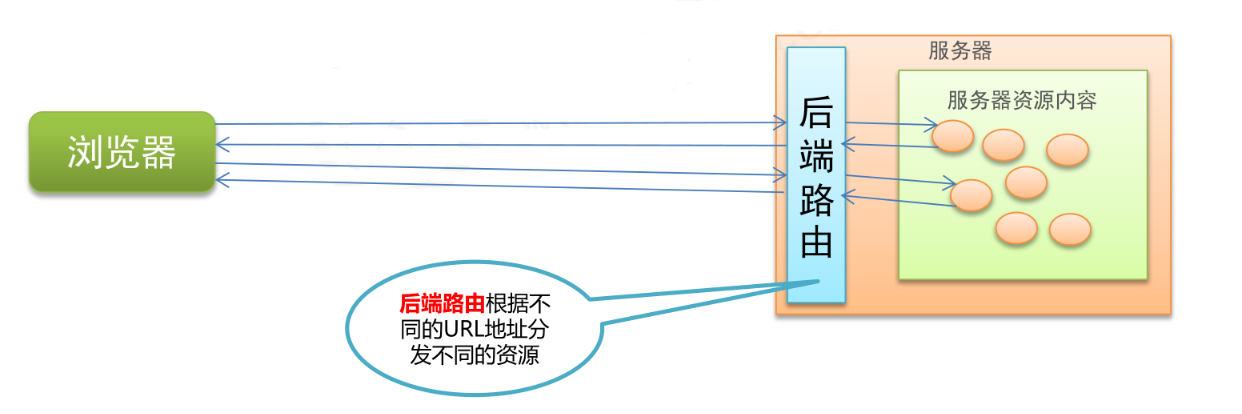 服务器
服务器资源内容
浏览器
后
端
路
由
后端路由根据不
同的URL地址分
发不同的资源